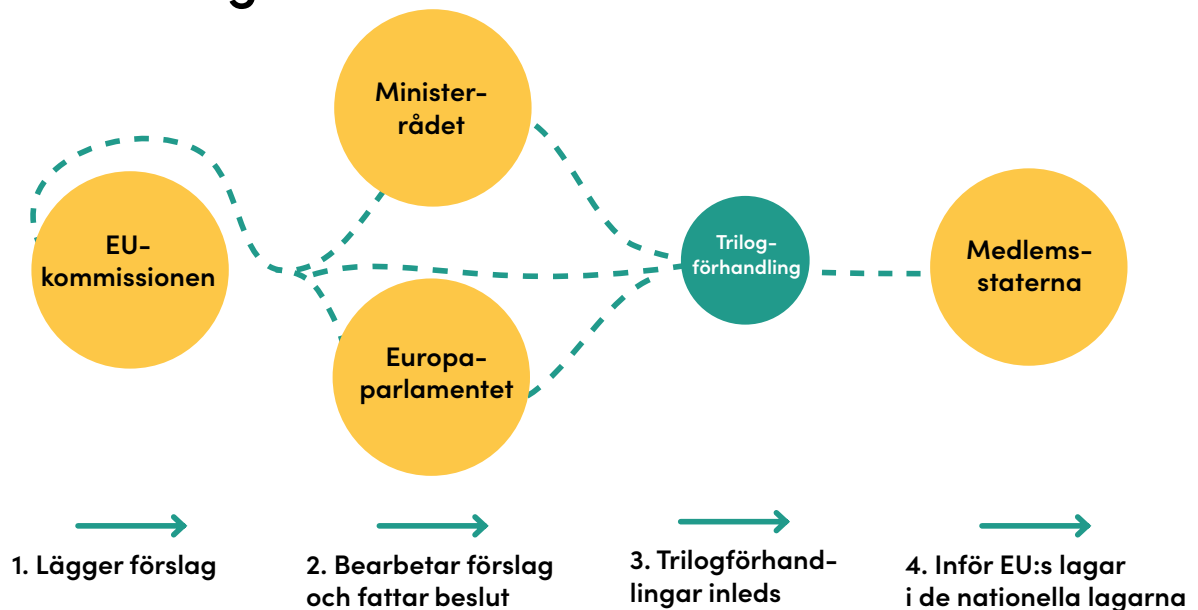 Minister-
rådet
EU-
kommissionen
Trilog-
förhandling
Medlems-
staterna
Europa-
parlamentet
1. Lägger förslag
2. Bearbetar förslag
och fattar beslut
3. Trilogförhand-
lingar inleds
4. Inför EU:s lagar
i de nationella lagarna